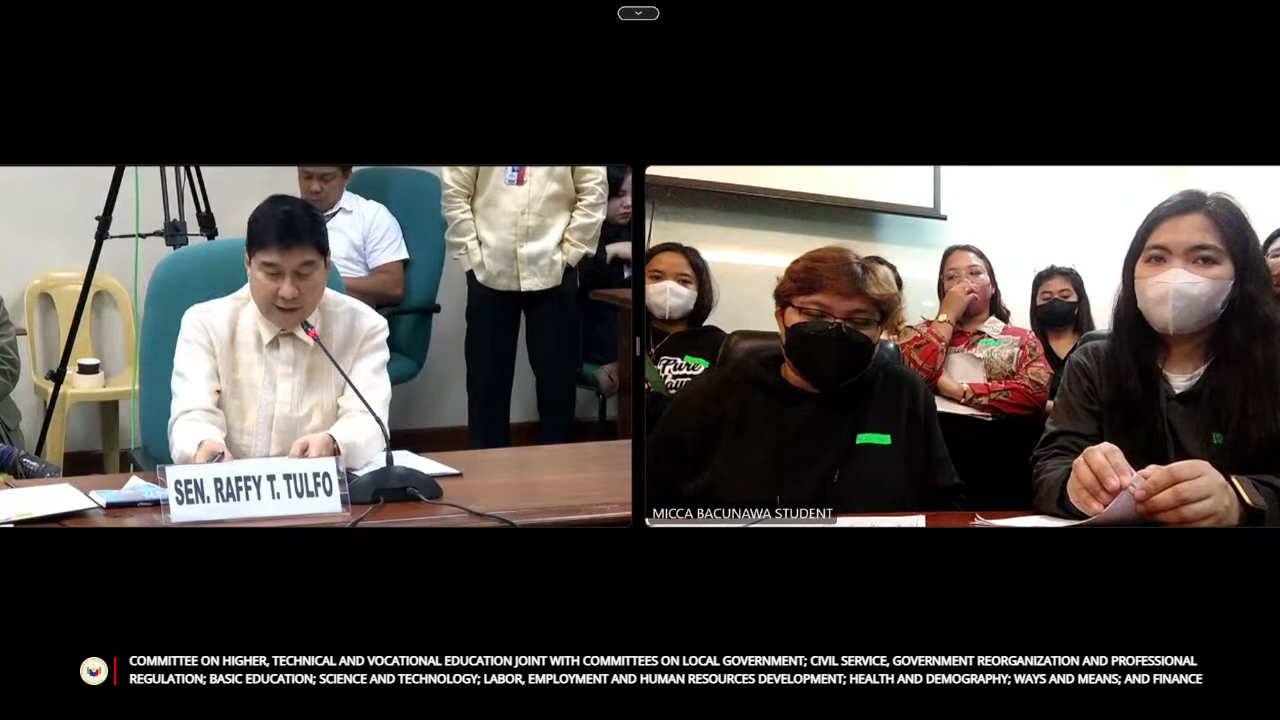 SEN. RAFFY T. TULFO
Pure
MICCA BACUNAWA STUDENT
COMMITTEE ON HIGHER, TECHNICAL AND VOCATIONAL EDUCATION JOINT WITH COMMITTEES ON LOCAL GOVERNMENT; CIVIL SERVICE, GOVERNMENT REORGANIZATION AND PROFESSIONAL
REGULATION; BASIC EDUCATION; SCIENCE AND TECHNOLOGY; LABOR, EMPLOYMENT AND HUMAN RESOURCES DEVELOPMENT; HEALTH AND DEMOGRAPHY; WAYS AND MEANS; AND FINANCE